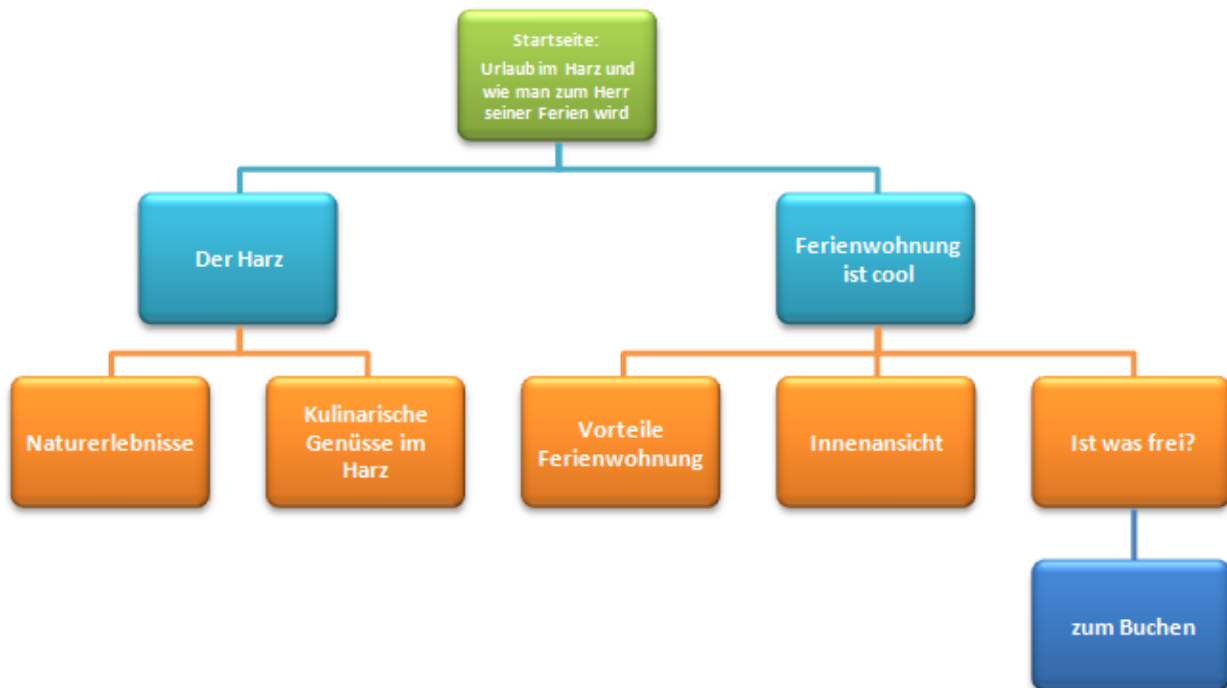 Startseite:
Urlaub im Harz und
wie man zum Herr
seiner Ferien wird
Der Harz
Ferienwohnung
ist cool
Naturerlebnisse
Kulinarische
Genüsse im
Harz
Vorteile
Ferienwohnung
Innenansicht
Ist was frei?
zum Buchen